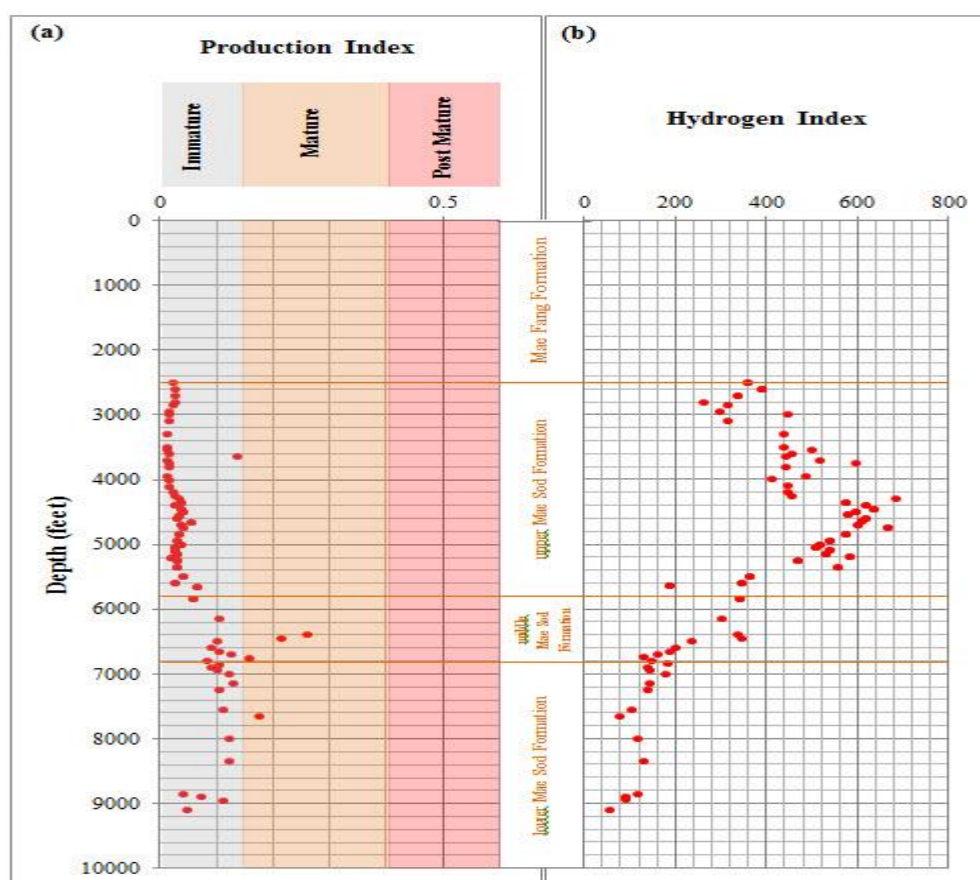 (a)
Production Index
Immature
Mature
Post Mature
0
0.5
Depth (feet)
0
1000
2000
3000
4000
5000
6000
7000
8000
9000
10000
Mae Fang Formation
upper Mae Sod Formation
middle
Mae Sod
Formation
lower Mae Sod Formation
(b)
Hydrogen Index
0
200
400
600
800